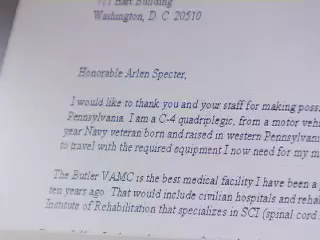 Hart Building
Washington, D. C. 20510
Honorable Arlen Specter,
I would like to thank you and your staff for making poss
Pennsylvania. I am a C-4 quadriplegic, from a motor veh
year Navy veteran born and raised in western Pennsylvani
to travel with the required equipment I now need for my m
The Butler VAMC is the best medical facility I have been a
ten years ago. That would include civilian hospitals and reha
Institute of Rehabilitation that specializes in SCI (spinal cord